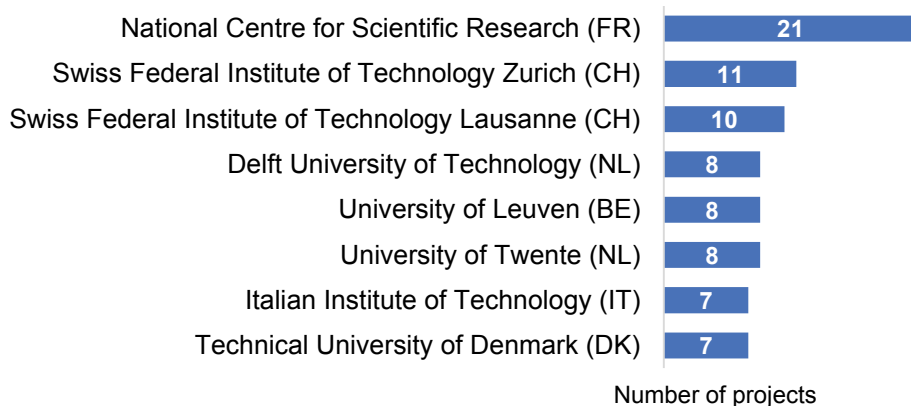 National Centre for Scientific Research (FR) 21
Swiss Federal Institute of Technology Zurich (CH) 11
Swiss Federal Institute of Technology Lausanne (CH) 10
Delft University of Technology (NL) 8
University of Leuven (BE) 8
University of Twente (NL) 8
Italian Institute of Technology (IT) 7
Technical University of Denmark (DK) 7
Number of projects